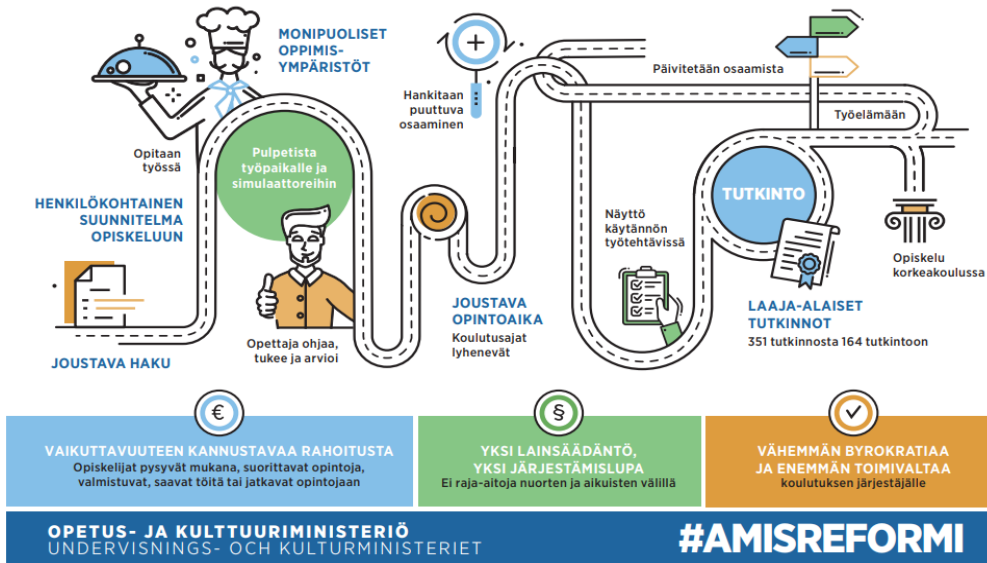 MONIPUOLISET
OPPIMIS-
YMPÄRISTÖT
Opitaan
työssä
Pulpetista
työpaikalle ja
simulaattoreihin
HENKILÖKOHTAINEN
SUUNNITELMA
OPISKELUUN
JOUSTAVA HAKU
Opettaja ohjaa,
tukee ja arvioi
Hankitaan
puuttuva
osaaminen
JOUSTAVA
OPINTOAIKA
Koulutusajat
lyhenevät
Näyttö
käytännön
työtehtävissä
Päivitetään osaamista
Työelämään
TUTKINTO
Opiskelu
korkeakoulussa
LAAJA-ALAISET
TUTKINNOT
351 tutkinnosta 164 tutkintoon
€
VAIKUTTAVUUTEEN KANNUSTAVAA RAHOITUSTA
Opiskelijat pysyvät mukana, suorittavat opintoja,
valmistuvat, saavat töitä tai jatkavat opintojaan
§
YKSI LAINSÄÄDÄNTÖ,
YKSI JÄRJESTÄMISLUPA
Ei raja-aitoja nuorten ja aikuisten välillä
VÄHEMMÄN BYROKRATIAA
JA ENEMMÄN TOIMIVALTAA
koulutuksen järjestäjälle
OPETUS- JA KULTTUURIMINISTERIÖ
UNDERVISNINGS- OCH KULTURMINISTERIET
#AMISREFORMI